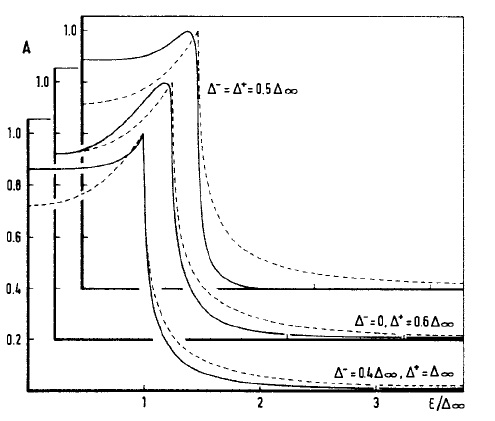 A
1.0
1.0
1.0
0.8
0.6
0.4
0.2
Δ⁻ = Δ⁺ = 0.5 Δ∞
Δ⁻ = 0, Δ⁺ = 0.6 Δ∞
Δ⁻ = 0.4 Δ∞, Δ⁺ = Δ∞
1 2 3 ε/Δ∞